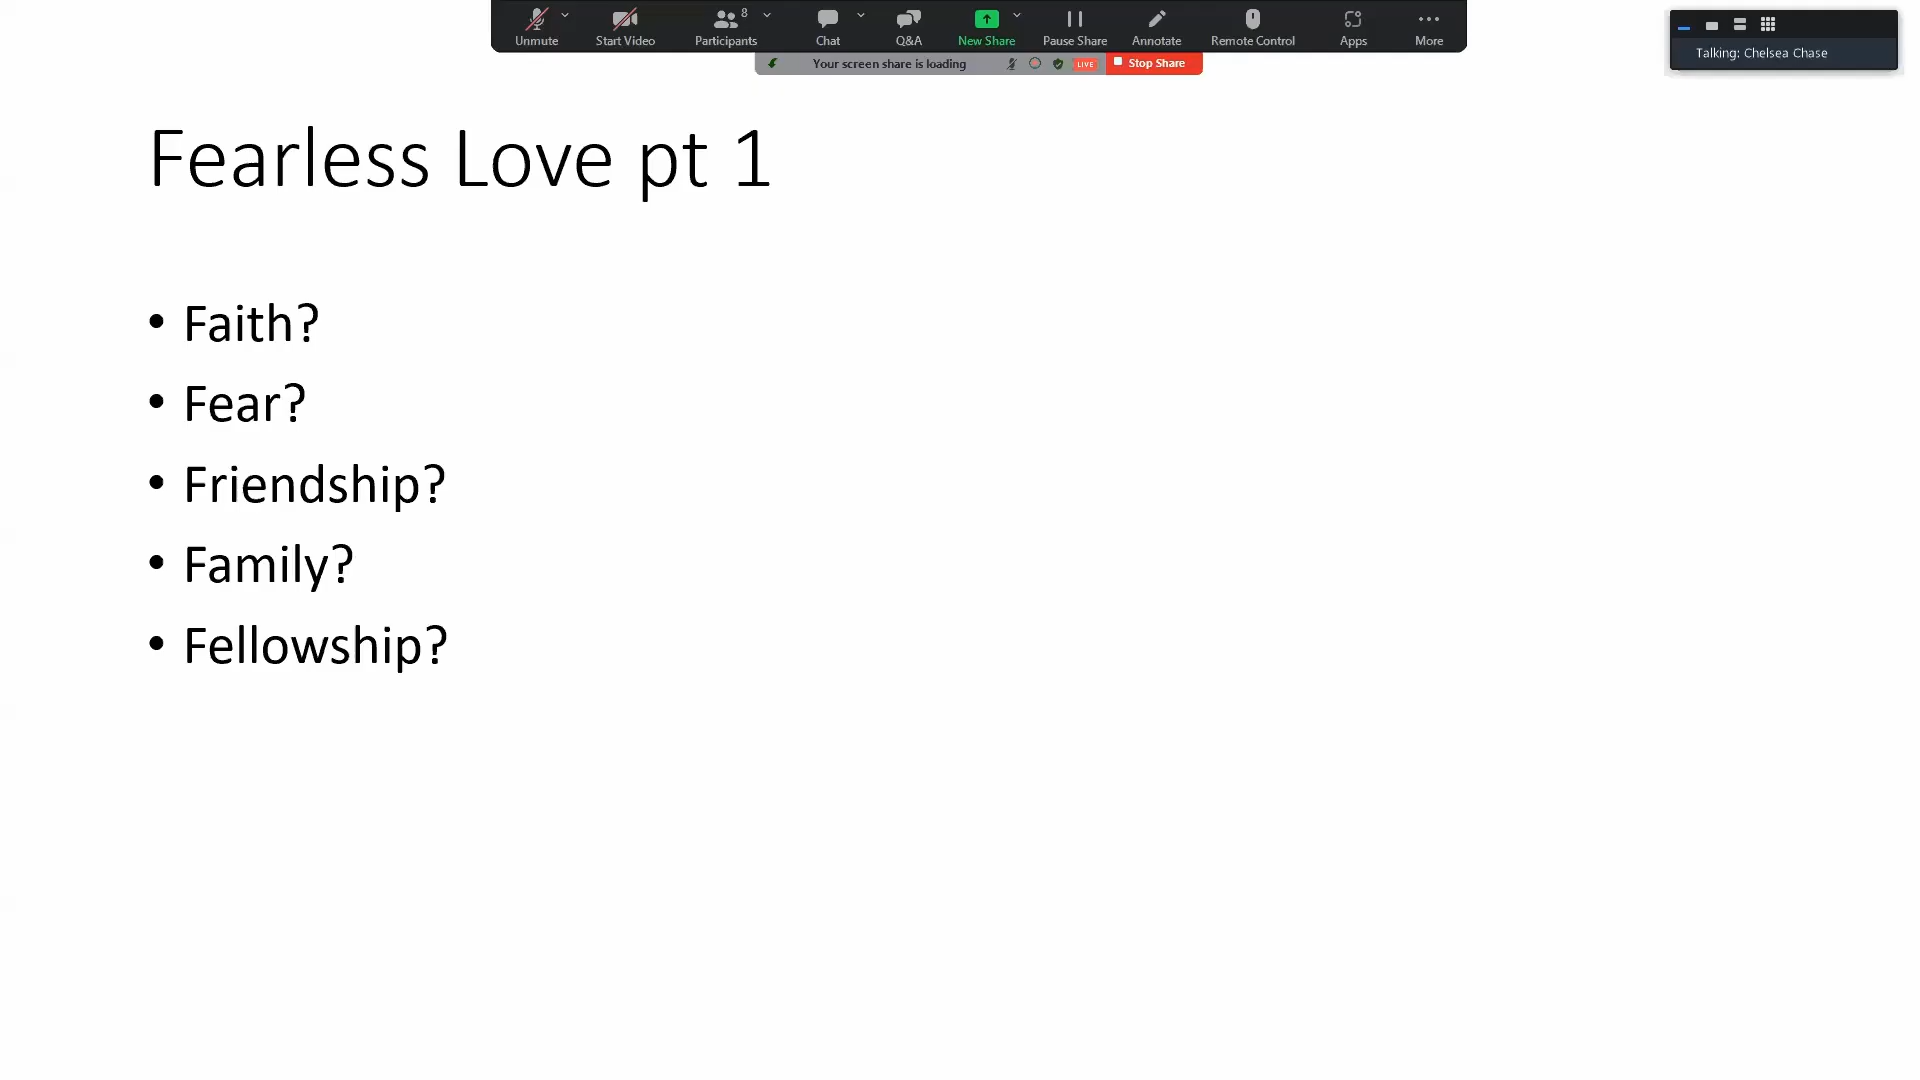 8
Unmute Start Video Participants Chat Q&A New Share Pause Share Annotate Remote Control Apps More
Your screen share is loading LIVE Stop Share
Talking: Chelsea Chase
Fearless Love pt 1
• Faith?
• Fear?
• Friendship?
• Family?
• Fellowship?